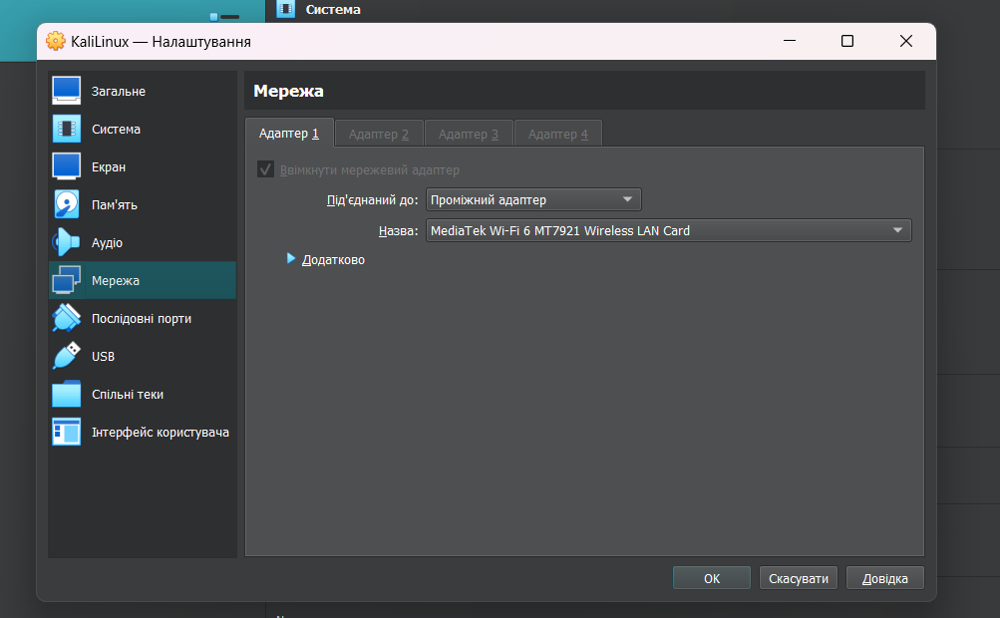 Система
KaliLinux — Налаштування
Загальне
Система
Екран
Пам'ять
Аудіо
Мережа
Послідовні порти
USB
Спільні теки
Інтерфейс користувача
Мережа
Адаптер 1
Адаптер 2
Адаптер 3
Адаптер 4
Ввімкнути мережевий адаптер
Під'єднаний до: Проміжний адаптер
Назва: MediaTek Wi-Fi 6 MT7921 Wireless LAN Card
Додатково
OK
Скасувати
Довідка